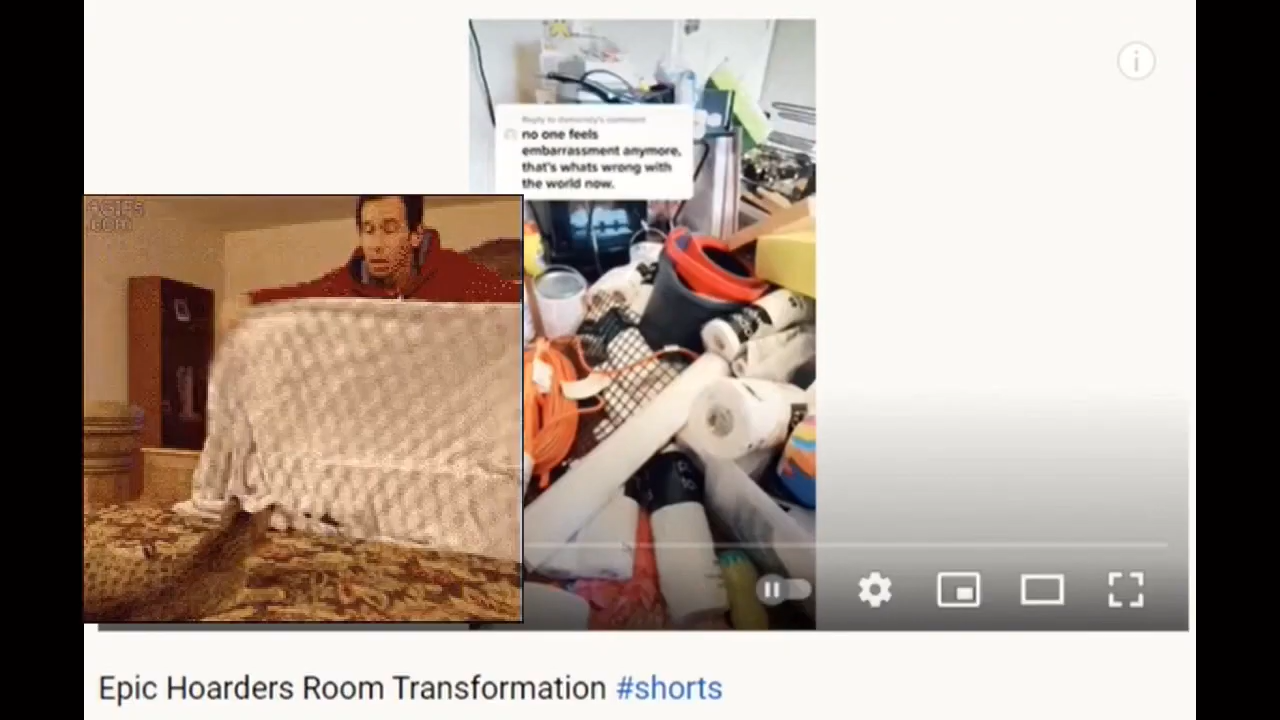 no one feels
embarrassment anymore,
that's whats wrong with
the world now.
Epic Hoarders Room Transformation #shorts